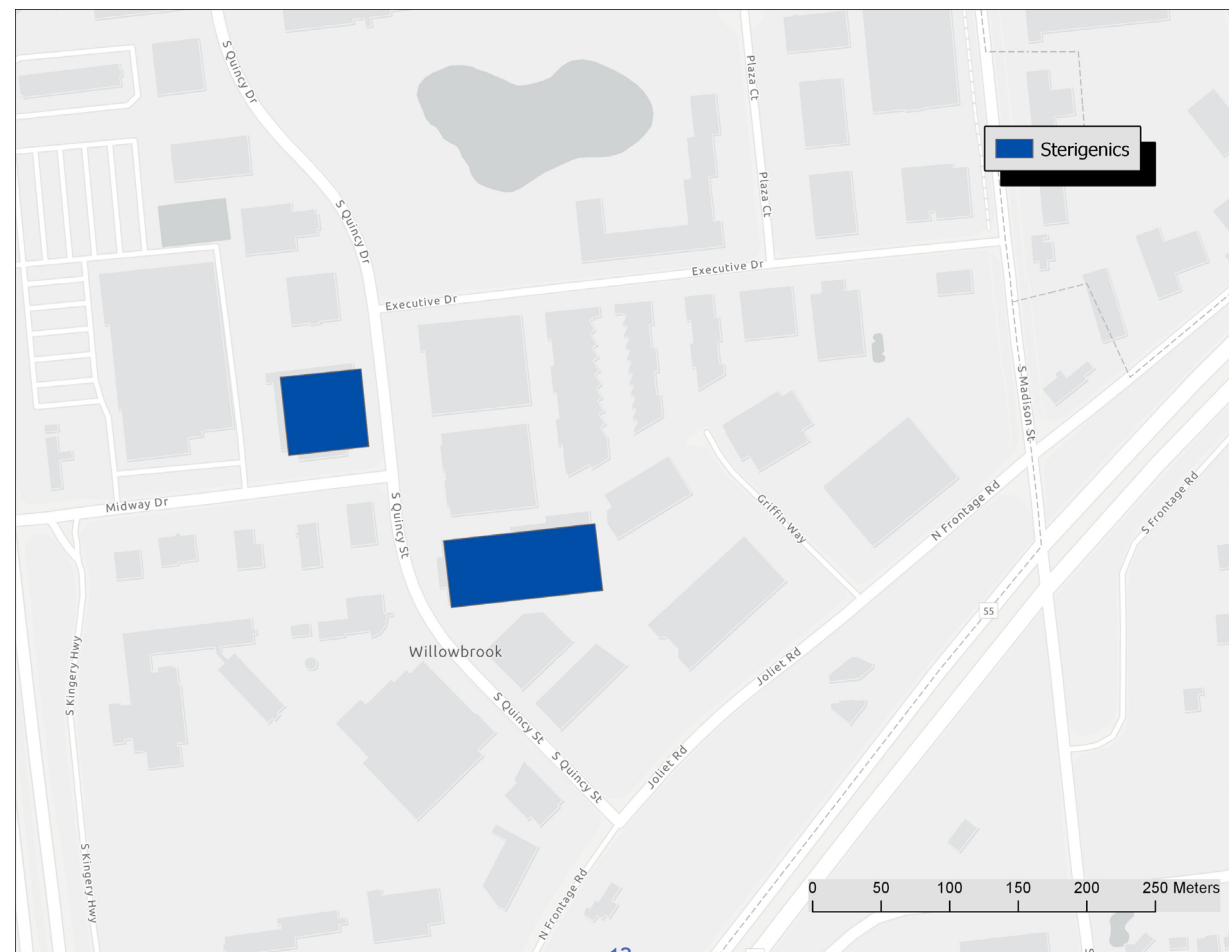 S Quincy Dr
Plaza Ct
Sterigenics
Plaza Ct
S Quincy Dr
Executive Dr
Executive Dr
S Madison St
Midway Dr
S Quincy St
Griffin Way
N Frontage Rd
S Frontage Rd
55
S Kingery Hwy
Willowbrook
Joliet Rd
S Quincy St
S Quincy St
Joliet Rd
S Kingery Hwy
N Frontage Rd
0 50 100 150 200 250 Meters